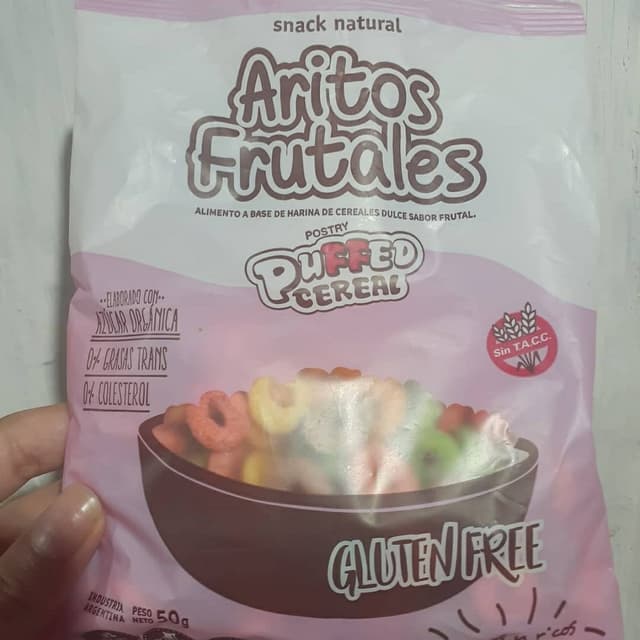 snack natural
Aritos
Frutales
ALIMENTO A BASE DE HARINA DE CEREALES DULCE SABOR FRUTAL.
POSTRY
PUFFED
CEREAL
ELABORADO CON
AZÚCAR ORGÁNICA
0% GRASAS TRANS
0% COLESTEROL
Sin T.A.C.C.
GLUTEN FREE
INDUSTRIA
ARGENTINA
PESO
NETO 50g